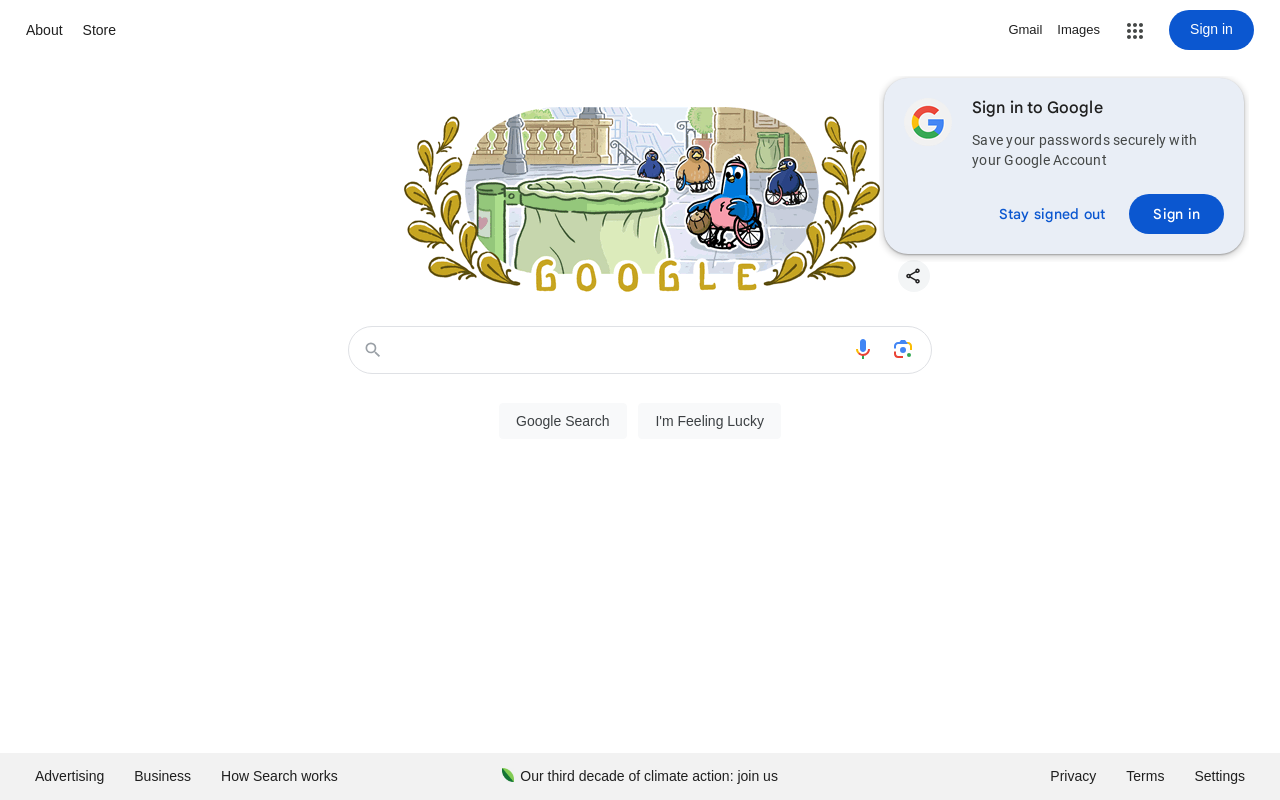 About Store
Gmail Images
Sign in
Sign in to Google
Save your passwords securely with
your Google Account
Stay signed out
Sign in
GOOGLE
Google Search
I'm Feeling Lucky
Advertising Business How Search works
Our third decade of climate action: join us
Privacy Terms Settings